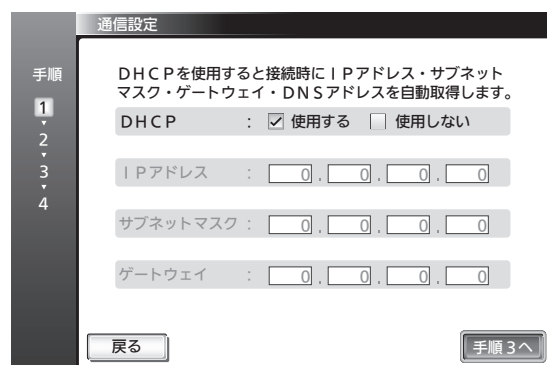 通信設定
手順
1
2
3
4
DHCPを使用すると接続時にIPアドレス・サブネット
マスク・ゲートウェイ・DNSアドレスを自動取得します。
DHCP : 使用する 使用しない
IPアドレス : 0 . 0 . 0 . 0
サブネットマスク : 0 . 0 . 0 . 0
ゲートウェイ : 0 . 0 . 0 . 0
戻る
手順3へ